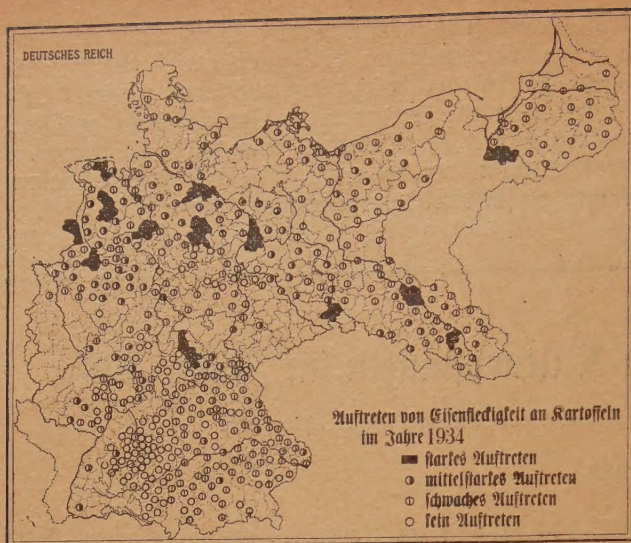 DEUTSCHES REICH
Auftreten von Eisenfleckigkeit an Kartoffeln
im Jahre 1934
starkes Auftreten
mittelstarkes Auftreten
schwaches Auftreten
kein Auftreten